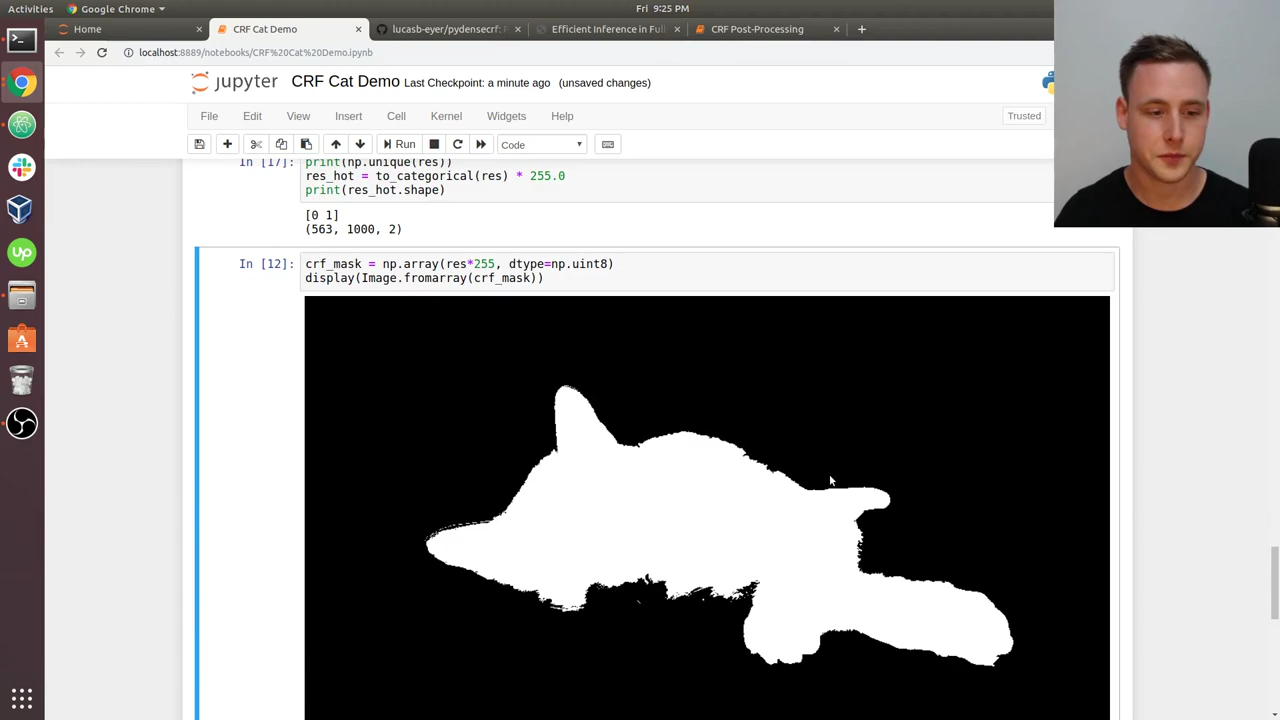 Activities
Google Chrome
Fri 9:25 PM
Home
CRF Cat Demo
lucasb-eyer/pydensecrf: P
Efficient Inference in Full
CRF Post-Processing
localhost:8889/notebooks/CRF%20Cat%20Demo.ipynb
jupyter
CRF Cat Demo
Last Checkpoint: a minute ago (unsaved changes)
File Edit View Insert Cell Kernel Widgets Help
Trusted
Run
Code
In [17]:
print(np.unique(res))
res_hot = to_categorical(res) * 255.0
print(res_hot.shape)
[0 1]
(563, 1000, 2)
In [12]:
crf_mask = np.array(res*255, dtype=np.uint8)
display(Image.fromarray(crf_mask))
Up